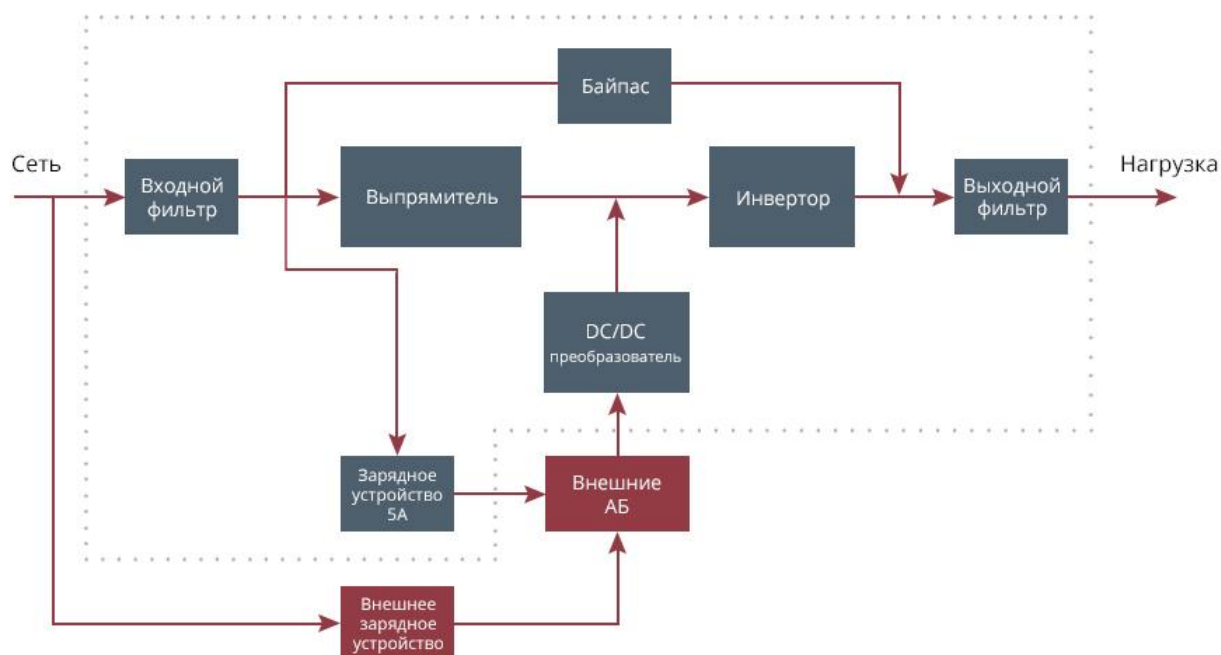 Байпас
Сеть
Входной
фильтр
Выпрямитель
Инвертор
Выходной
фильтр
Нагрузка
DC/DC
преобразователь
Зарядное
устройство
5А
Внешние
АБ
Внешнее
зарядное
устройство